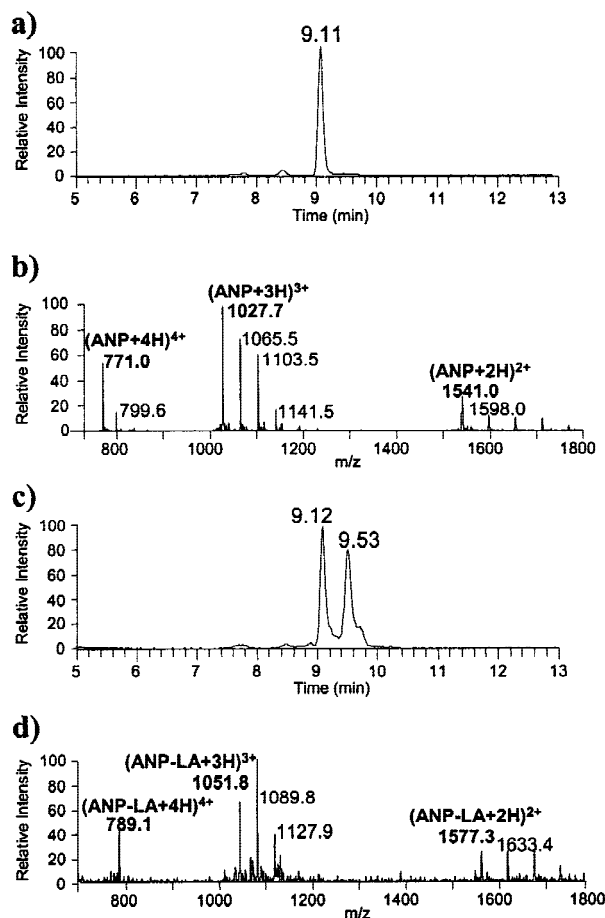 a)
9.11
Relative Intensity
100
80
60
40
20
0
5 6 7 8 9 10 11 12 13
Time (min)
b)
(ANP+3H)3+
1027.7
(ANP+4H)4+
771.0
1065.5
1103.5
(ANP+2H)2+
1541.0
799.6
1141.5
1598.0
Relative Intensity
100
80
60
40
20
0
800 1000 1200 1400 1600 1800
m/z
c)
9.12
9.53
Relative Intensity
100
80
60
40
20
0
5 6 7 8 9 10 11 12 13
Time (min)
d)
(ANP-LA+3H)3+
1051.8
1089.8
(ANP-LA+4H)4+
789.1
1127.9
(ANP-LA+2H)2+
1577.3
1633.4
Relative Intensity
100
80
60
40
20
0
800 1000 1200 1400 1600 1800
m/z